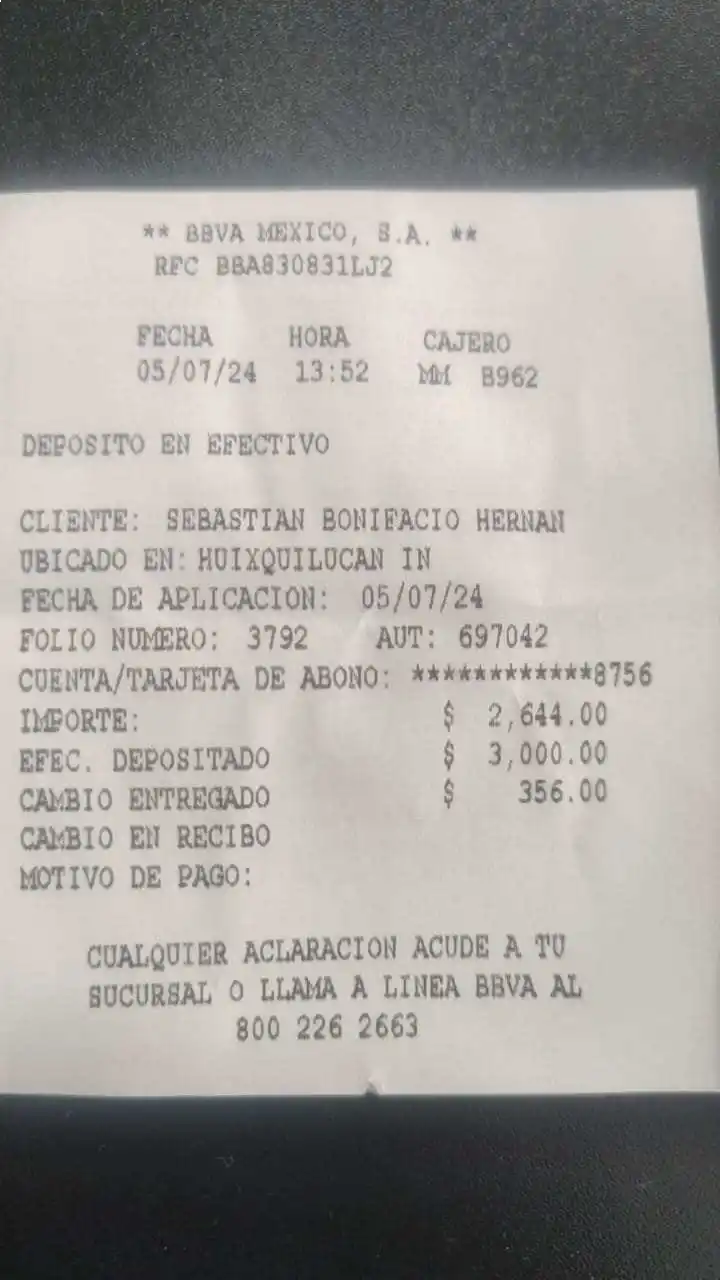 ** BBVA MEXICO, S.A. **
RFC BBA830831LJ2
FECHA HORA CAJERO
05/07/24 13:52 MM B962
DEPOSITO EN EFECTIVO
CLIENTE: SEBASTIAN BONIFACIO HERNAN
UBICADO EN: HUIXQUILUCAN IN
FECHA DE APLICACION: 05/07/24
FOLIO NUMERO: 3792 AUT: 697042
CUENTA/TARJETA DE ABONO: ************8756
IMPORTE: $ 2,644.00
EFEC. DEPOSITADO $ 3,000.00
CAMBIO ENTREGADO $ 356.00
CAMBIO EN RECIBO
MOTIVO DE PAGO:
CUALQUIER ACLARACION ACUDE A TU
SUCURSAL O LLAMA A LINEA BBVA AL
800 226 2663